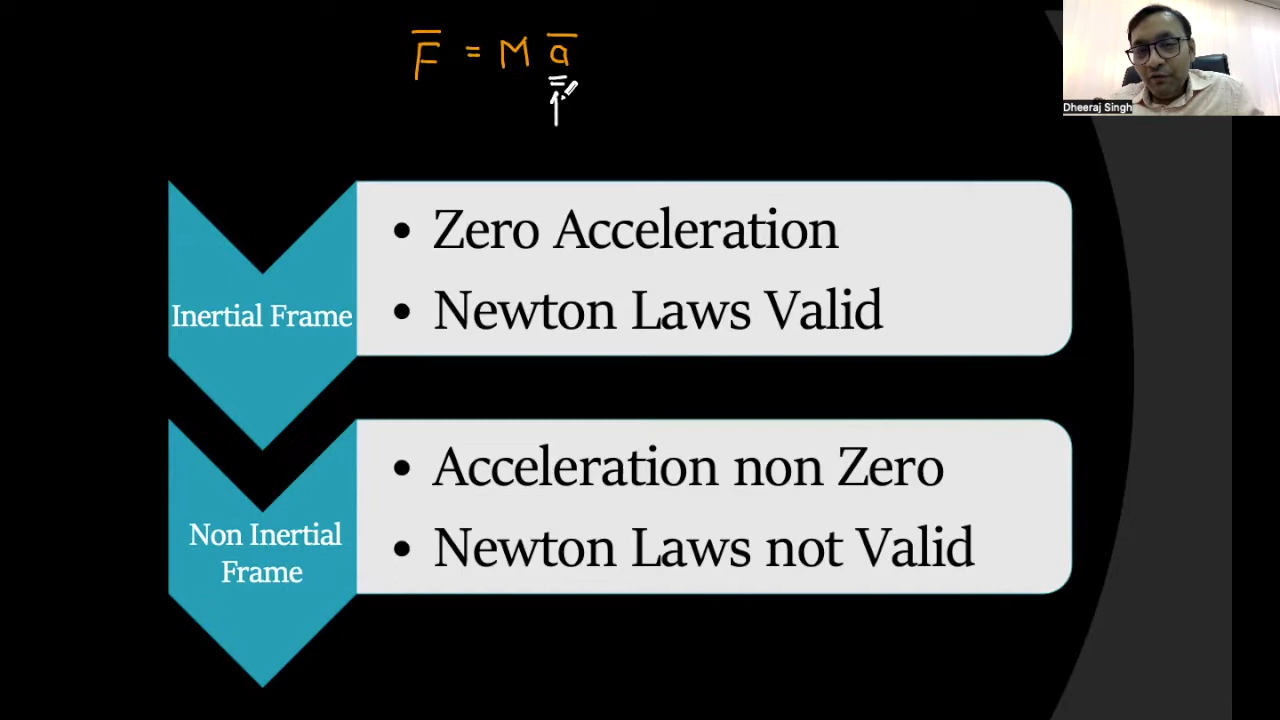 F = M a
Dheeraj Singh
• Zero Acceleration
• Newton Laws Valid
Inertial Frame
• Acceleration non Zero
• Newton Laws not Valid
Non Inertial
Frame